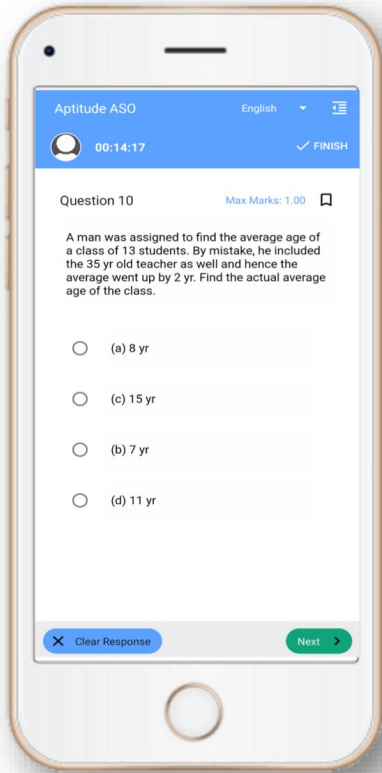 Aptitude ASO English
00:14:17 FINISH
Question 10 Max Marks: 1.00
A man was assigned to find the average age of
a class of 13 students. By mistake, he included
the 35 yr old teacher as well and hence the
average went up by 2 yr. Find the actual average
age of the class.
(a) 8 yr
(c) 15 yr
(b) 7 yr
(d) 11 yr
Clear Response Next